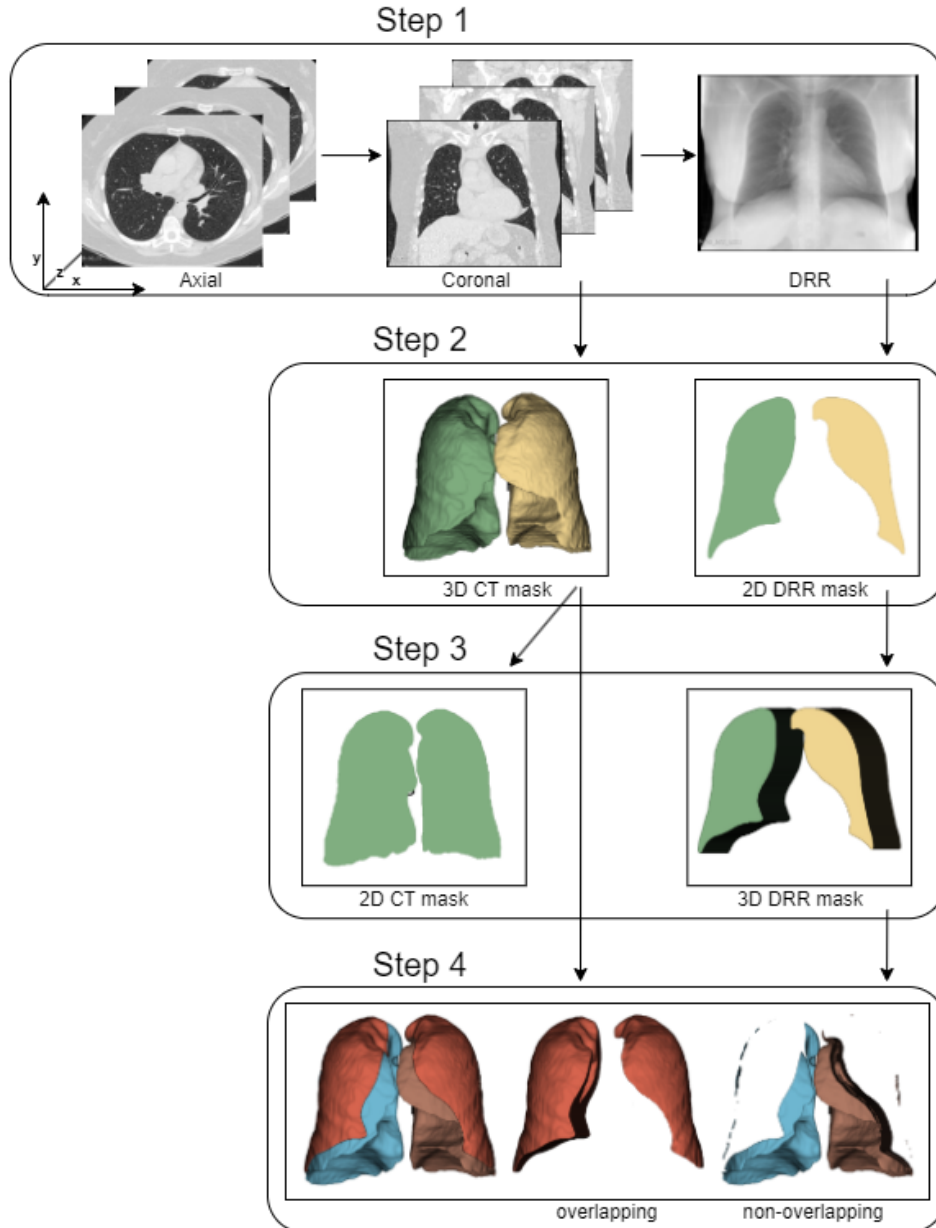 Step 1
y
z
x
Axial
Coronal
DRR
Step 2
3D CT mask
2D DRR mask
Step 3
2D CT mask
3D DRR mask
Step 4
overlapping
non-overlapping